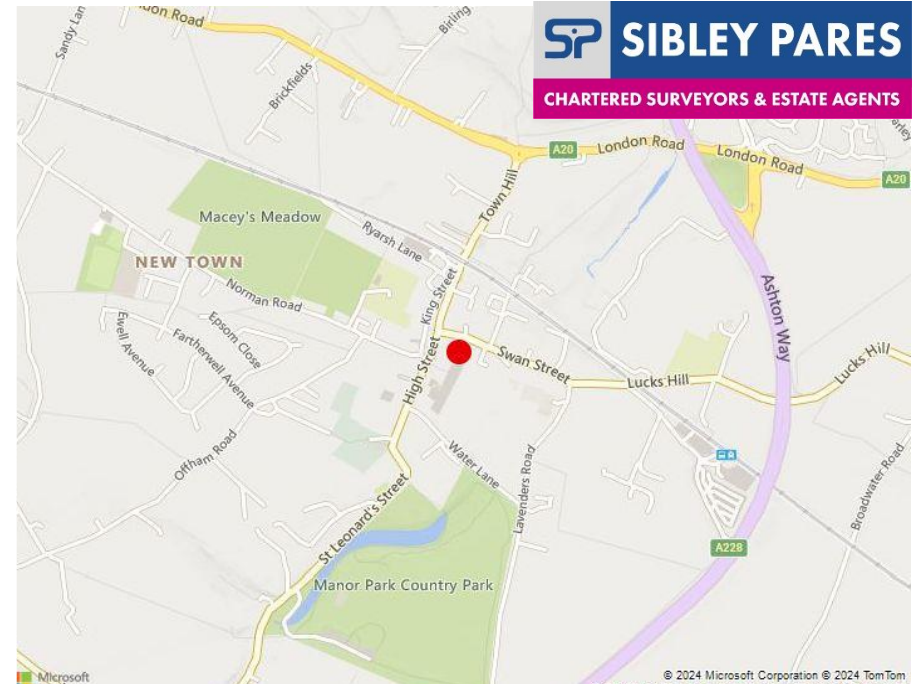 SP SIBLEY PARES
CHARTERED SURVEYORS & ESTATE AGENTS
Sandy Lan
don Road
Birling
Brickfields
A20
London Road
London Road
A20
arley
Town Hill
Macey's Meadow
Ryarsh Lane
NEW TOWN
Norman Road
King Street
Ashton Way
Ewell Avenue
Epsom Close
Fartherwell Avenue
High Street
Swan Street
Lucks Hill
Lucks Hill
Offham Road
Water Lane
Lavenders Road
Broadwater Road
St Leonard's Street
A228
Manor Park Country Park
Microsoft
© 2024 Microsoft Corporation © 2024 TomTom